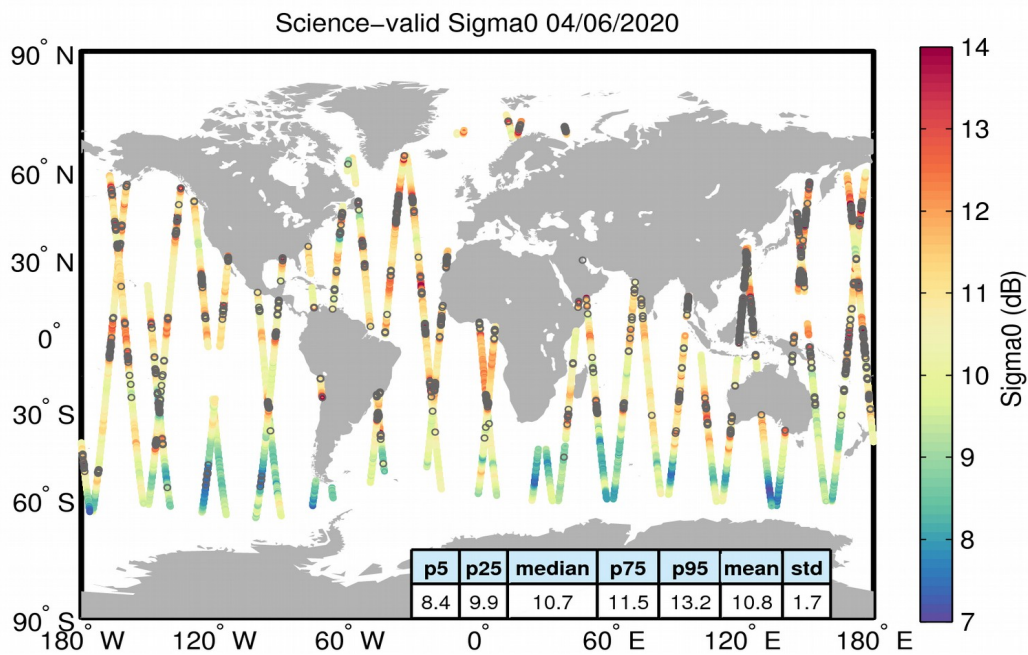 Science−valid Sigma0 04/06/2020
90° N
60° N
30° N
0°
30° S
60° S
90° S
180° W
120° W
60° W
0°
60° E
120° E
180° E
p5 p25 median p75 p95 mean std
8.4 9.9 10.7 11.5 13.2 10.8 1.7
14
13
12
11
10
9
8
7
Sigma0 (dB)